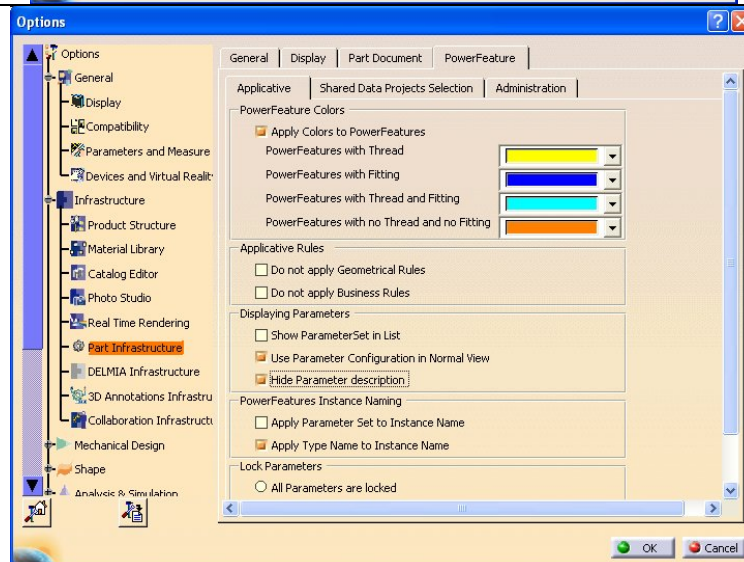 Options
Options
General
Display
Compatibility
Parameters and Measure
Devices and Virtual Realit
Infrastructure
Product Structure
Material Library
Catalog Editor
Photo Studio
Real Time Rendering
Part Infrastructure
DELMIA Infrastructure
3D Annotations Infrastru
Collaboration Infrastructu
Mechanical Design
Shape
Analysis & Simulation
General Display Part Document PowerFeature
Applicative Shared Data Projects Selection Administration
PowerFeature Colors
Apply Colors to PowerFeatures
PowerFeatures with Thread
PowerFeatures with Fitting
PowerFeatures with Thread and Fitting
PowerFeatures with no Thread and no Fitting
Applicative Rules
Do not apply Geometrical Rules
Do not apply Business Rules
Displaying Parameters
Show ParameterSet in List
Use Parameter Configuration in Normal View
Hide Parameter description
PowerFeatures Instance Naming
Apply Parameter Set to Instance Name
Apply Type Name to Instance Name
Lock Parameters
All Parameters are locked
OK Cancel